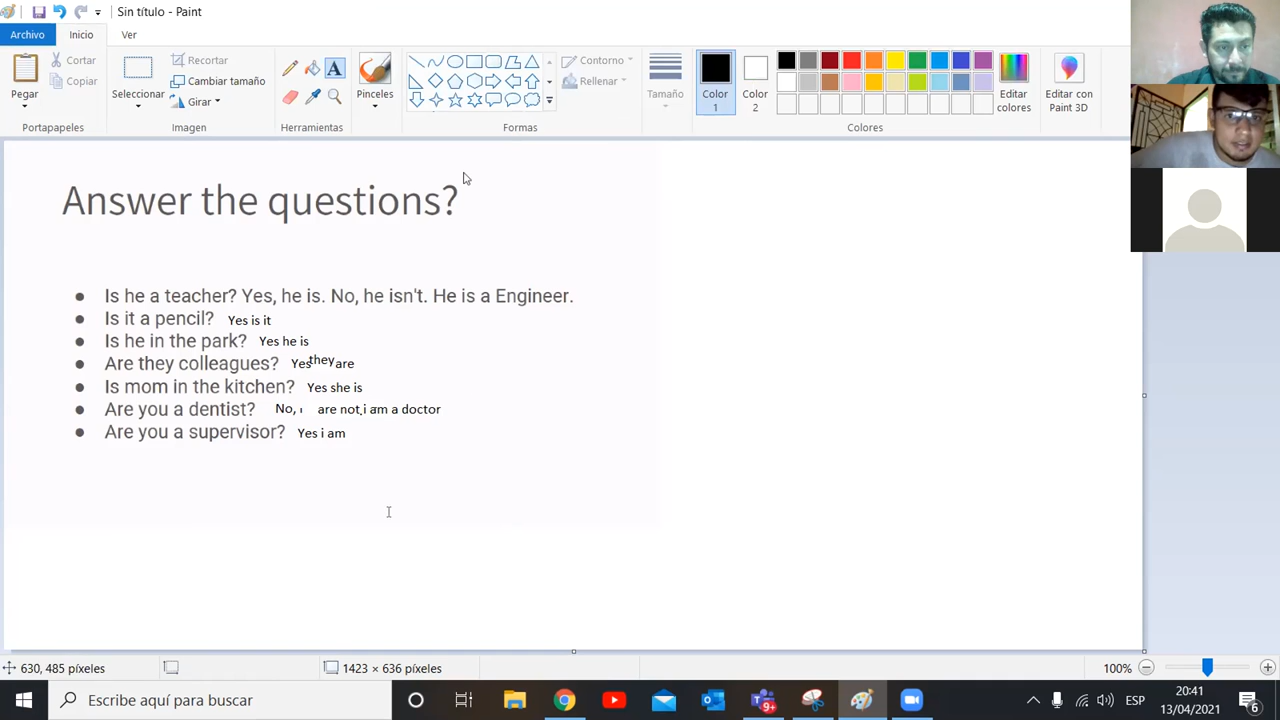 Sin título - Paint
Archivo
Inicio
Ver
Pegar
Cortar
Copiar
Portapapeles
Seleccionar
Recortar
Cambiar tamaño
Girar
Imagen
A
Herramientas
Pinceles
Contorno
Rellenar
Formas
Tamaño
Color 1
Color 2
Editar colores
Editar con Paint 3D
Colores
Answer the questions?
Is he a teacher? Yes, he is. No, he isn't. He is a Engineer.
Is it a pencil? Yes is it
Is he in the park? Yes he is
Are they colleagues? Yes they are
Is mom in the kitchen? Yes she is
Are you a dentist? No, are not,i am a doctor
Are you a supervisor? Yes i am
630, 485 píxeles
1423 × 636 píxeles
100%
Escribe aquí para buscar
9+
ESP
20:41
13/04/2021
6